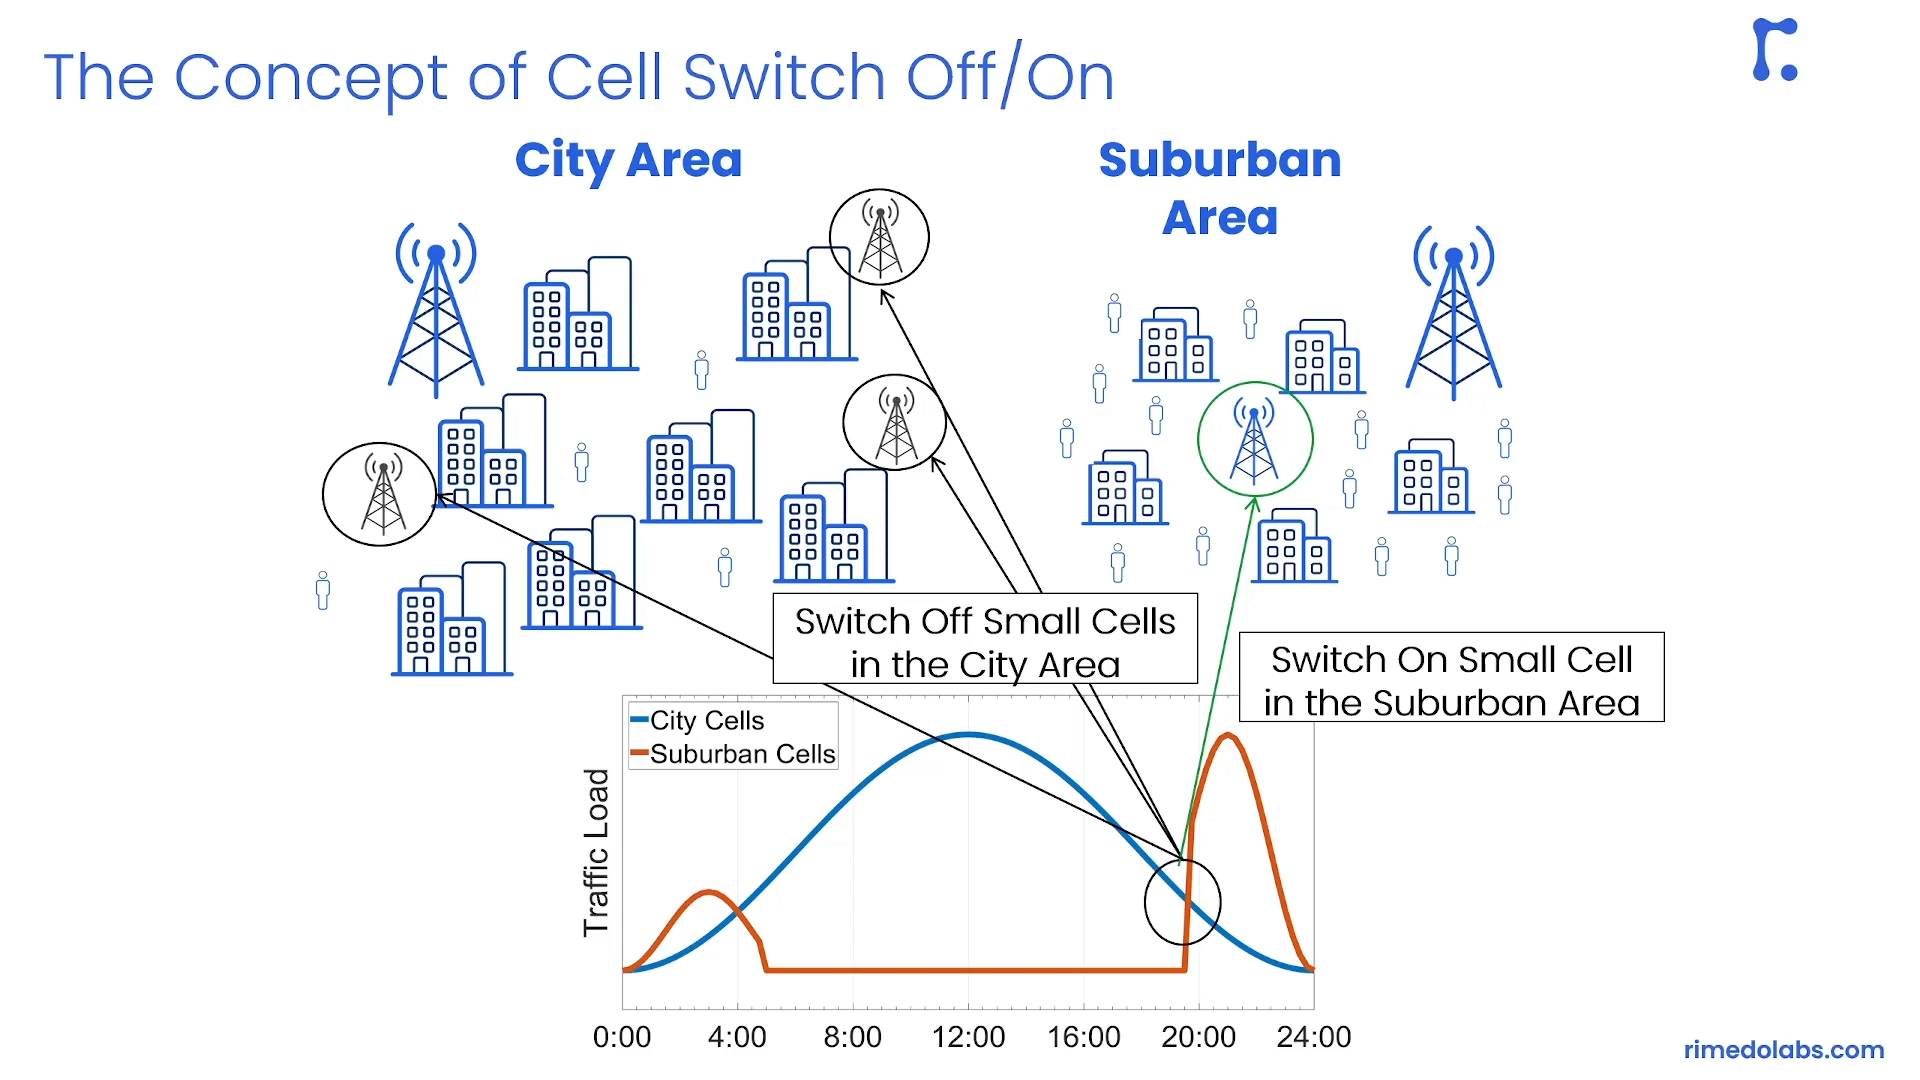 The Concept of Cell Switch Off/On
City Area
Suburban
Area
Switch Off Small Cells
in the City Area
Switch On Small Cell
in the Suburban Area
City Cells
Suburban Cells
Traffic Load
0:00 4:00 8:00 12:00 16:00 20:00 24:00
rimedolabs.com